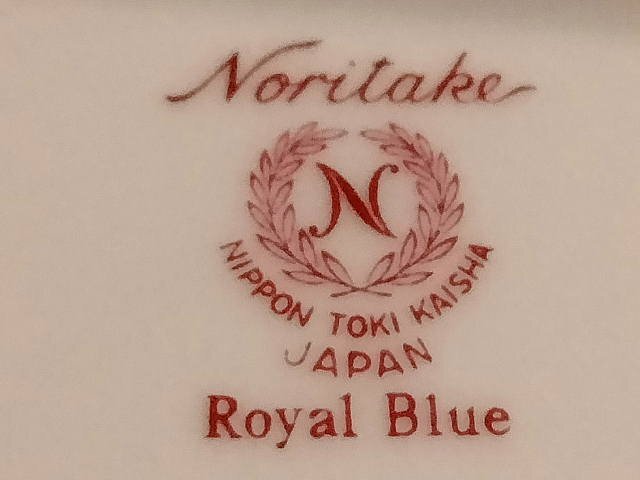 Noritake
N
NIPPON TOKI KAISHA
JAPAN
Royal Blue